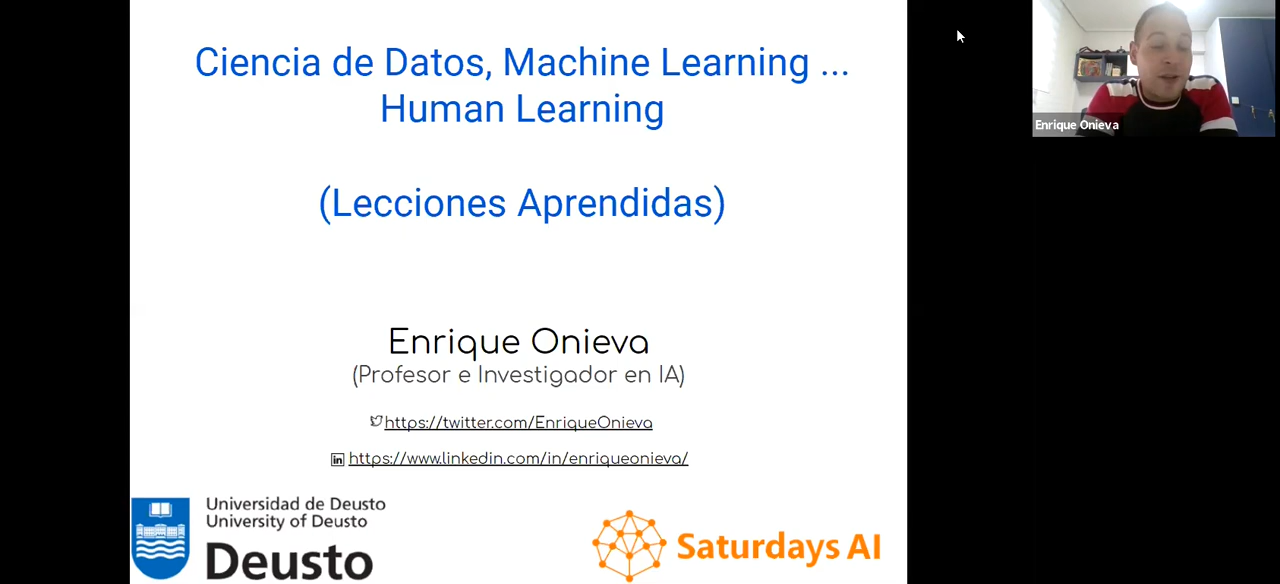 Ciencia de Datos, Machine Learning ...
Human Learning
(Lecciones Aprendidas)
Enrique Onieva
(Profesor e Investigador en IA)
https://twitter.com/EnriqueOnieva
in https://www.linkedin.com/in/enriqueonieva/
Universidad de Deusto
University of Deusto
Deusto
Saturdays AI
Enrique Onieva